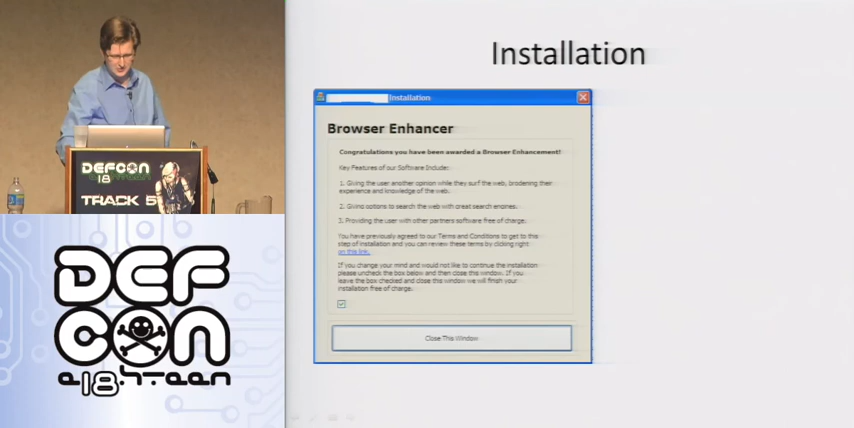 Installation
Installation
Browser Enhancer
Congratulations you have been awarded a Browser Enhancement!
Key Features of our Software Include:
1. Giving the user another opinion while they surf the web, brodening their
experience and knowledge of the web.
2. Giving options to search the web with creat search engines.
3. Providing the user with other partners software free of charge.
You have previously agreed to our Terms and Conditions to get to this
step of installation and you can review these terms by clicking right
on this link.
If you change your mind and would not like to continue the installation
please uncheck the box below and then close this window. If you
leave the box checked and close this window we will finish your
installation free of charge.
Close This Window
DEFCON
18
TRACK 5
DEF
CON
e18hteen